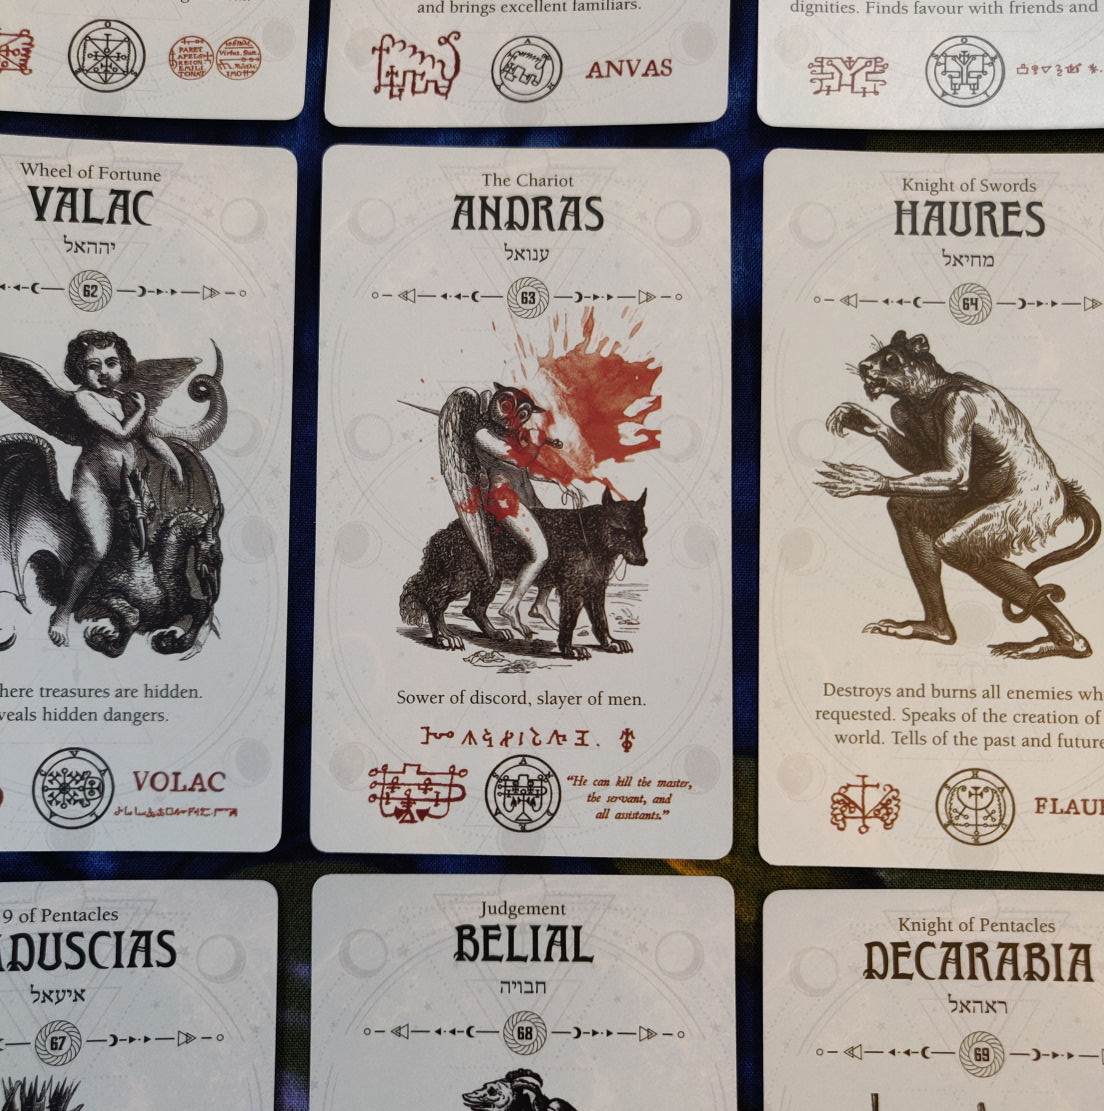 and brings excellent familiars.
dignities. Finds favour with friends and
PARET
TONAT
ANVAS
Wheel of Fortune
VALAC
יההאל
62
here treasures are hidden.
veals hidden dangers.
VOLAC
The Chariot
ANDRAS
ענואל
63
Sower of discord, slayer of men.
“He can kill the master,
the servant, and
all assistants.”
Knight of Swords
HAURES
מחיאל
64
Destroys and burns all enemies wh
requested. Speaks of the creation of
world. Tells of the past and future
FLAU
9 of Pentacles
DUSCIAS
איעאל
67
Judgement
BELIAL
חבויה
68
Knight of Pentacles
DECARABIA
ראהאל
69